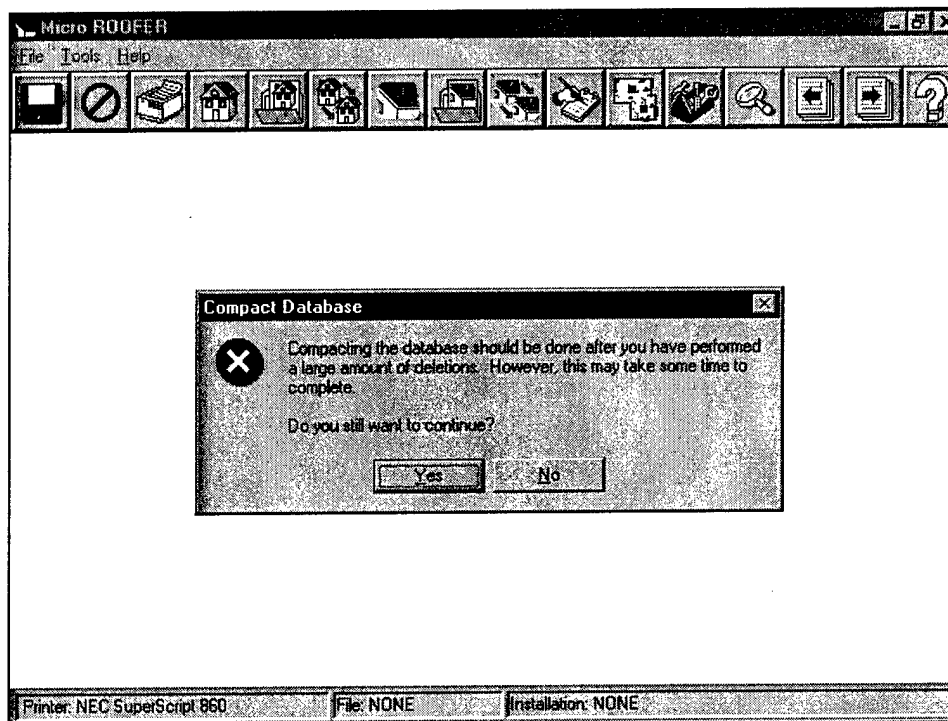 Micro ROOFER
File Tools Help
Compact Database
Compacting the database should be done after you have performed
a large amount of deletions. However, this may take some time to
complete.
Do you still want to continue?
Yes No
Printer: NEC SuperScript 860 File: NONE Installation: NONE